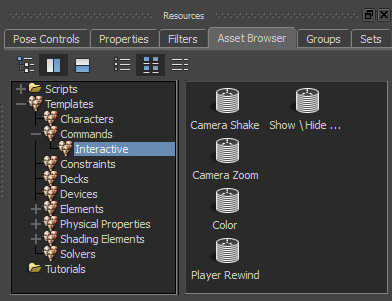 Resources
Pose Controls Properties Filters Asset Browser Groups Sets
Scripts
Templates
Characters
Commands
Interactive
Constraints
Decks
Devices
Elements
Physical Properties
Shading Elements
Solvers
Tutorials
Camera Shake Show \ Hide ...
Camera Zoom
Color
Player Rewind